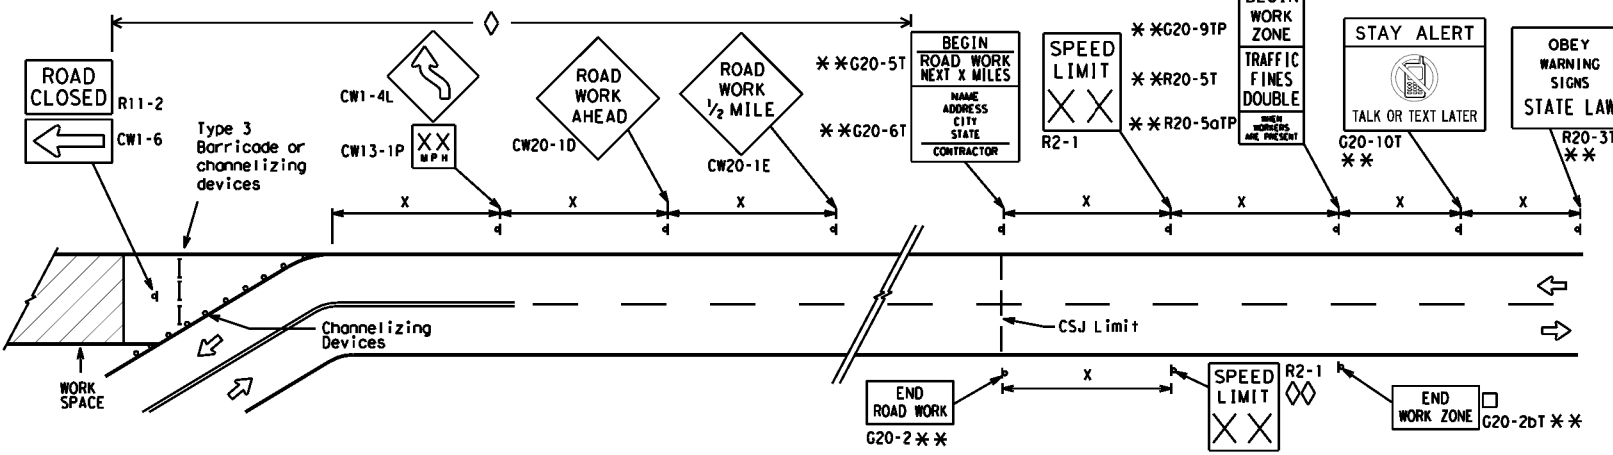 ROAD
CLOSED
R11-2
CW1-6
Type 3
Barricade or
channelizing
devices
CW1-4L
XX
MPH
CW13-1P
ROAD
WORK
AHEAD
CW20-1D
ROAD
WORK
1/2 MILE
CW20-1E
* *G20-5T
BEGIN
ROAD WORK
NEXT X MILES
* *G20-6T
NAME
ADDRESS
CITY
STATE
CONTRACTOR
SPEED
LIMIT
X X
R2-1
* *G20-9TP
BEGIN
WORK
ZONE
* *R20-5T
TRAFFIC
FINES
DOUBLE
* *R20-5aTP
WHEN
WORKERS
ARE PRESENT
STAY ALERT
TALK OR TEXT LATER
G20-10T
* *
OBEY
WARNING
SIGNS
STATE LAW
R20-3T
* *
X X X X X X X
Channelizing
Devices
CSJ Limit
WORK
SPACE
END
ROAD WORK
G20-2 * *
X
SPEED
LIMIT
X X
R2-1
END
WORK ZONE
G20-2bT * *